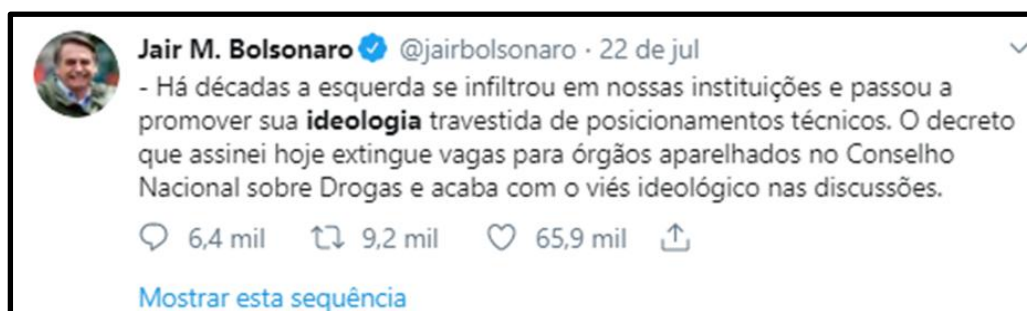 Jair M. Bolsonaro @jairbolsonaro · 22 de jul
- Há décadas a esquerda se infiltrou em nossas instituições e passou a
promover sua ideologia travestida de posicionamentos técnicos. O decreto
que assinei hoje extingue vagas para órgãos aparelhados no Conselho
Nacional sobre Drogas e acaba com o viés ideológico nas discussões.
6,4 mil 9,2 mil 65,9 mil
Mostrar esta sequência